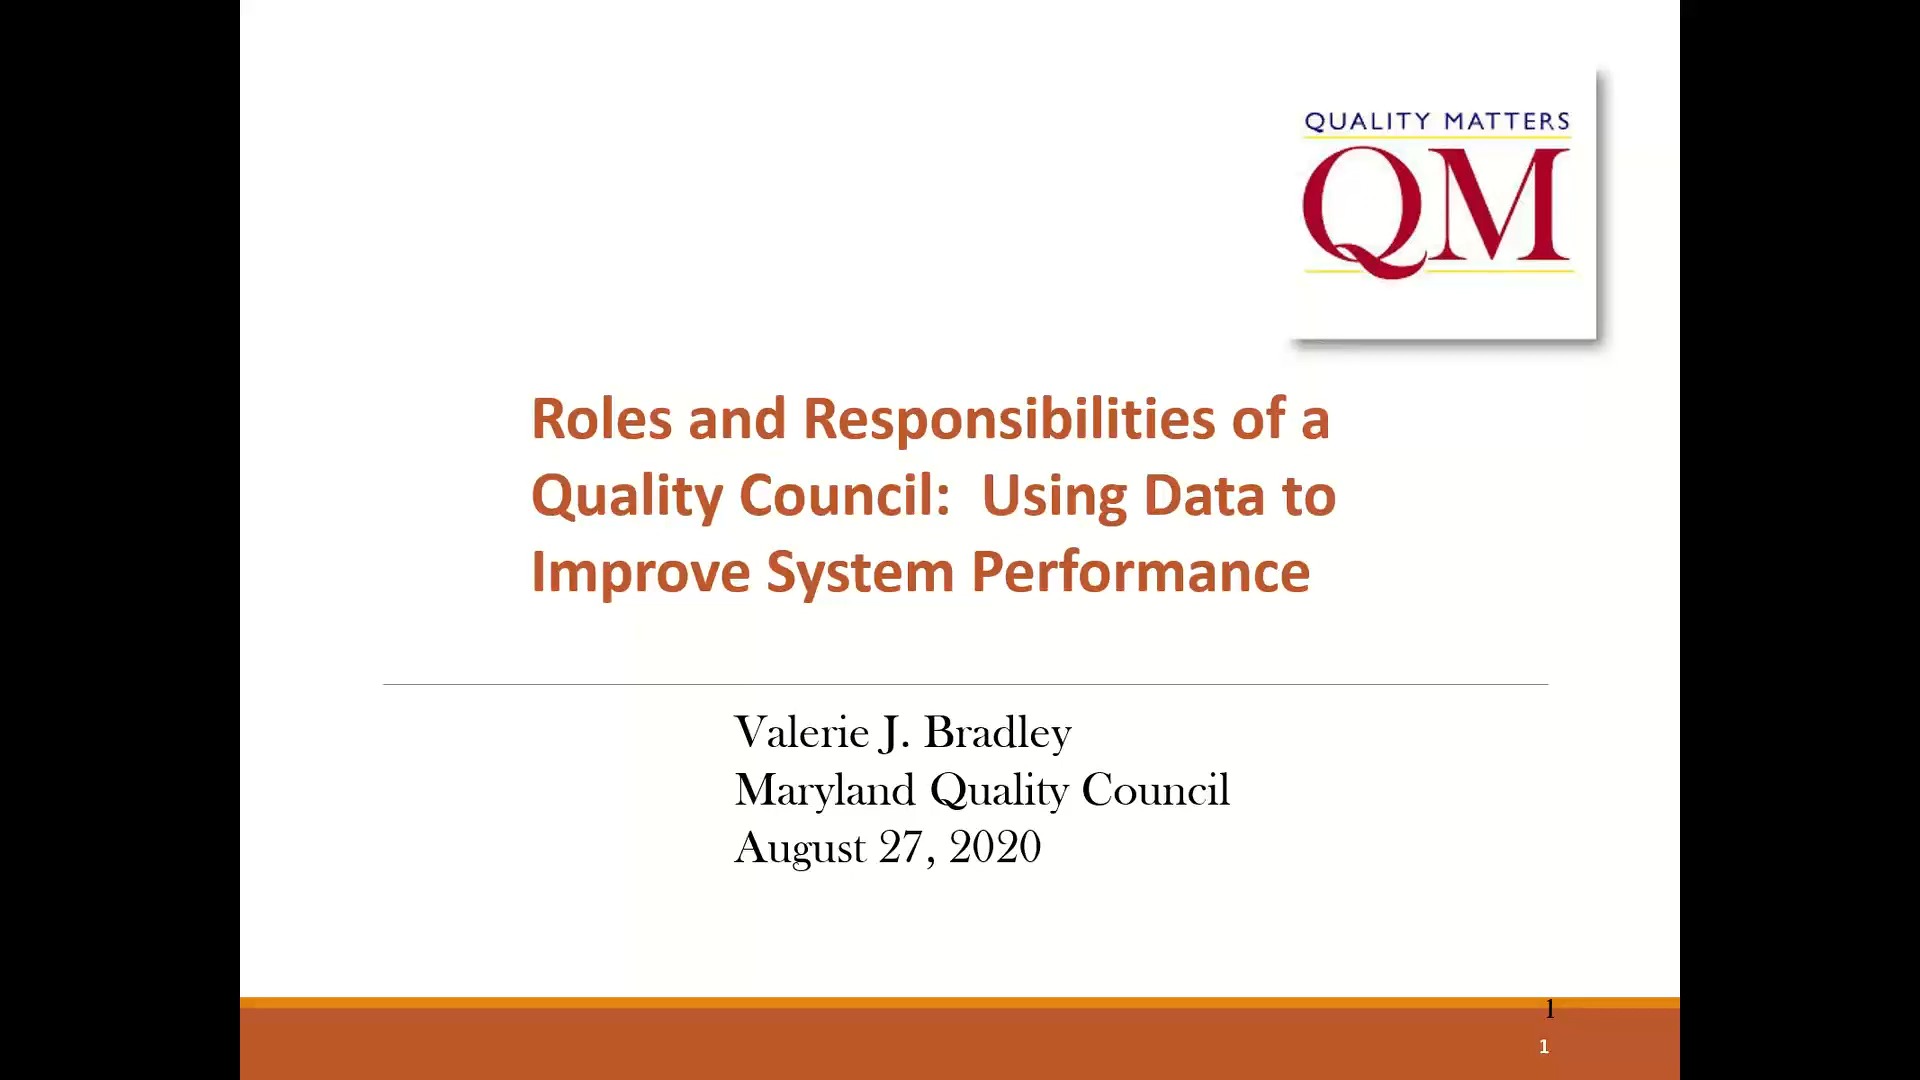 QUALITY MATTERS
QM
Roles and Responsibilities of a
Quality Council:  Using Data to
Improve System Performance
Valerie J. Bradley
Maryland Quality Council
August 27, 2020
1
1